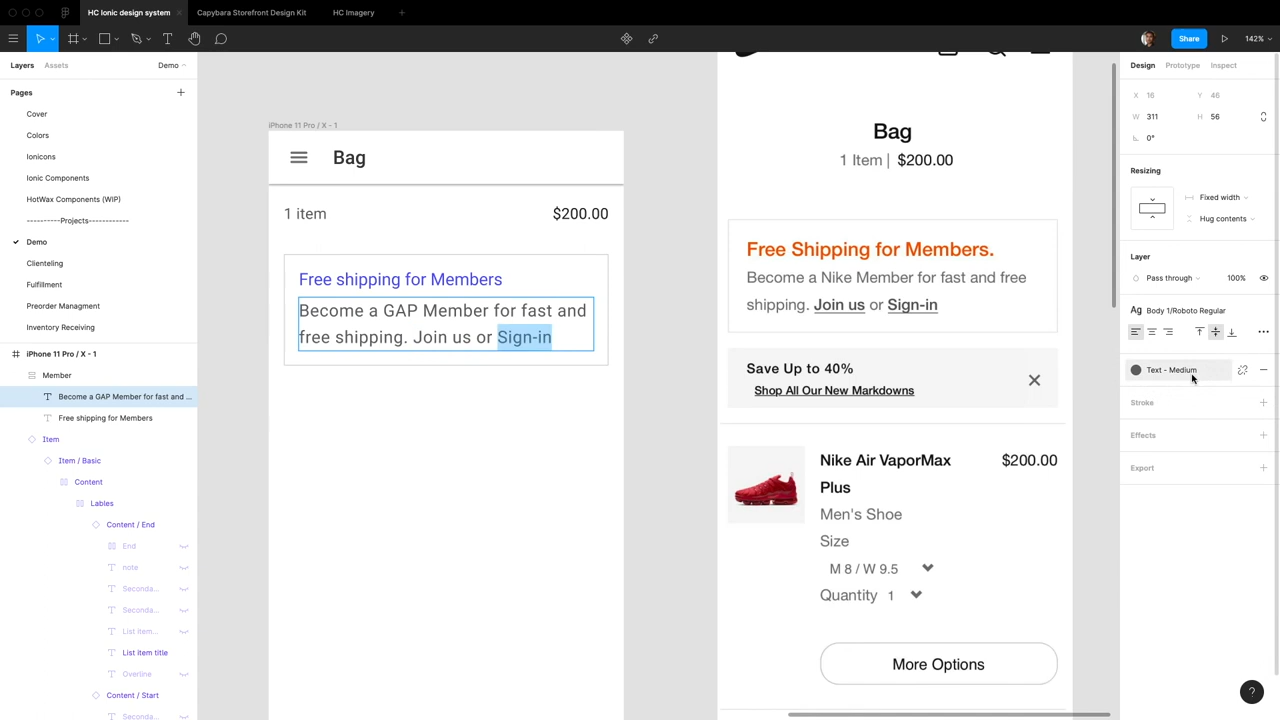 HC Ionic design system
Capybara Storefront Design Kit
HC Imagery
Share
142%
Layers
Assets
Demo
Pages
Cover
Colors
Ionicons
Ionic Components
HotWax Components (WIP)
----------Projects------------
Demo
Clienteling
Fulfillment
Preorder Managment
Inventory Receiving
iPhone 11 Pro / X - 1
Member
Become a GAP Member for fast and ...
Free shipping for Members
Item
Item / Basic
Content
Lables
Content / End
End
note
Seconda...
Seconda...
List item...
List item title
Overline
Content / Start
Seconda...
iPhone 11 Pro / X - 1
Bag
1 item
$200.00
Free shipping for Members
Become a GAP Member for fast and
free shipping. Join us or Sign-in
Bag
1 Item | $200.00
Free Shipping for Members.
Become a Nike Member for fast and free
shipping. Join us or Sign-in
Save Up to 40%
Shop All Our New Markdowns
Nike Air VaporMax
Plus
$200.00
Men's Shoe
Size
M 8 / W 9.5
Quantity 1
More Options
Design
Prototype
Inspect
X 16
Y 46
W 311
H 56
0°
Resizing
Fixed width
Hug contents
Layer
Pass through
100%
Ag Body 1/Roboto Regular
Text - Medium
Stroke
Effects
Export
?